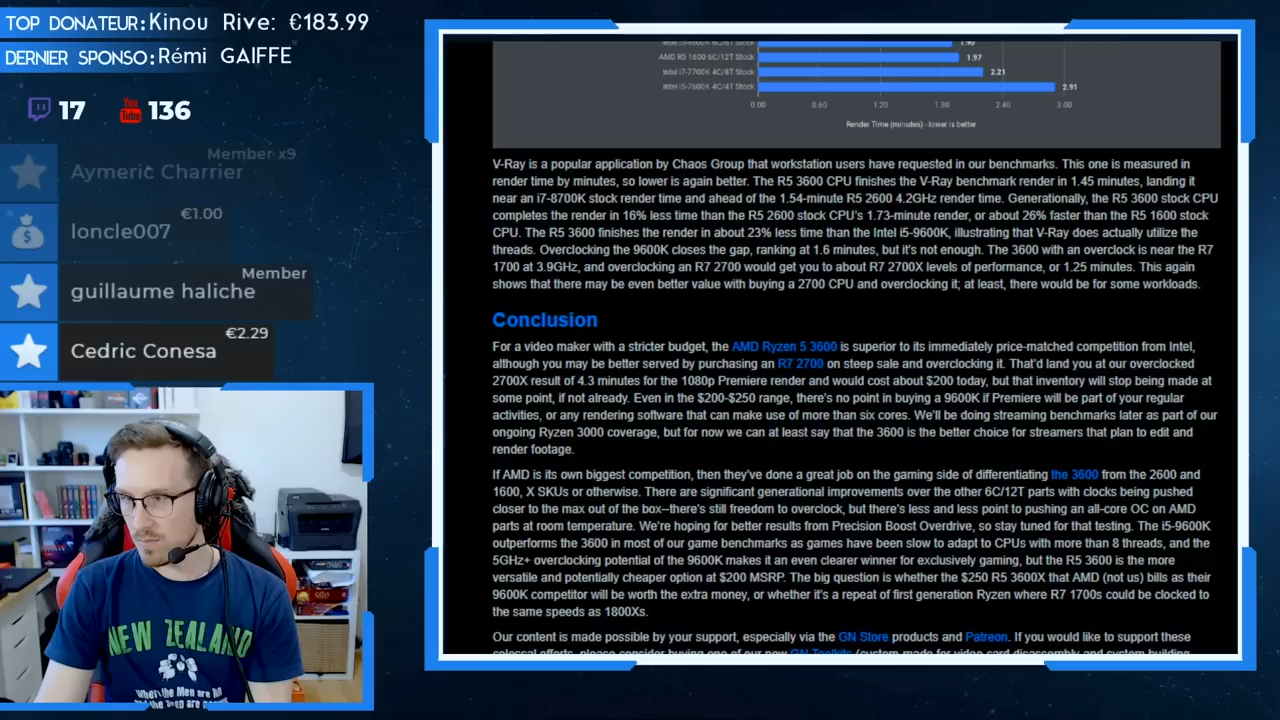 TOP DONATEUR: Kinou Rive: €183.99
DERNIER SPONSO: Rémi GAIFFE
17
You Tube 136
Member x9
Aymeric Charrier
€1.00
loncle007
Member
guillaume haliche
€2.29
Cedric Conesa
NEW ZEALAND
1.90
AMD R5 1600 6C/12T Stock 1.97
Intel i7-7700K 4C/8T Stock 2.21
Intel i5-7600K 4C/4T Stock 2.91
0.00 0.60 1.20 1.80 2.40 3.00
Render Time (minutes) - lower is better
V-Ray is a popular application by Chaos Group that workstation users have requested in our benchmarks. This one is measured in
render time by minutes, so lower is again better. The R5 3600 CPU finishes the V-Ray benchmark render in 1.45 minutes, landing it
near an i7-8700K stock render time and ahead of the 1.54-minute R5 2600 4.2GHz render time. Generationally, the R5 3600 stock CPU
completes the render in 16% less time than the R5 2600 stock CPU's 1.73-minute render, or about 26% faster than the R5 1600 stock
CPU. The R5 3600 finishes the render in about 23% less time than the Intel i5-9600K, illustrating that V-Ray does actually utilize the
threads. Overclocking the 9600K closes the gap, ranking at 1.6 minutes, but it's not enough. The 3600 with an overclock is near the R7
1700 at 3.9GHz, and overclocking an R7 2700 would get you to about R7 2700X levels of performance, or 1.25 minutes. This again
shows that there may be even better value with buying a 2700 CPU and overclocking it; at least, there would be for some workloads.
Conclusion
For a video maker with a stricter budget, the AMD Ryzen 5 3600 is superior to its immediately price-matched competition from Intel,
although you may be better served by purchasing an R7 2700 on steep sale and overclocking it. That'd land you at our overclocked
2700X result of 4.3 minutes for the 1080p Premiere render and would cost about $200 today, but that inventory will stop being made at
some point, if not already. Even in the $200-$250 range, there's no point in buying a 9600K if Premiere will be part of your regular
activities, or any rendering software that can make use of more than six cores. We'll be doing streaming benchmarks later as part of our
ongoing Ryzen 3000 coverage, but for now we can at least say that the 3600 is the better choice for streamers that plan to edit and
render footage.
If AMD is its own biggest competition, then they've done a great job on the gaming side of differentiating the 3600 from the 2600 and
1600, X SKUs or otherwise. There are significant generational improvements over the other 6C/12T parts with clocks being pushed
closer to the max out of the box--there's still freedom to overclock, but there's less and less point to pushing an all-core OC on AMD
parts at room temperature. We're hoping for better results from Precision Boost Overdrive, so stay tuned for that testing. The i5-9600K
outperforms the 3600 in most of our game benchmarks as games have been slow to adapt to CPUs with more than 8 threads, and the
5GHz+ overclocking potential of the 9600K makes it an even clearer winner for exclusively gaming, but the R5 3600 is the more
versatile and potentially cheaper option at $200 MSRP. The big question is whether the $250 R5 3600X that AMD (not us) bills as their
9600K competitor will be worth the extra money, or whether it's a repeat of first generation Ryzen where R7 1700s could be clocked to
the same speeds as 1800Xs.
Our content is made possible by your support, especially via the GN Store products and Patreon. If you would like to support these
colossal efforts, please consider buying one of our new GN Toolkits (custom-made for video card disassembly and system building,